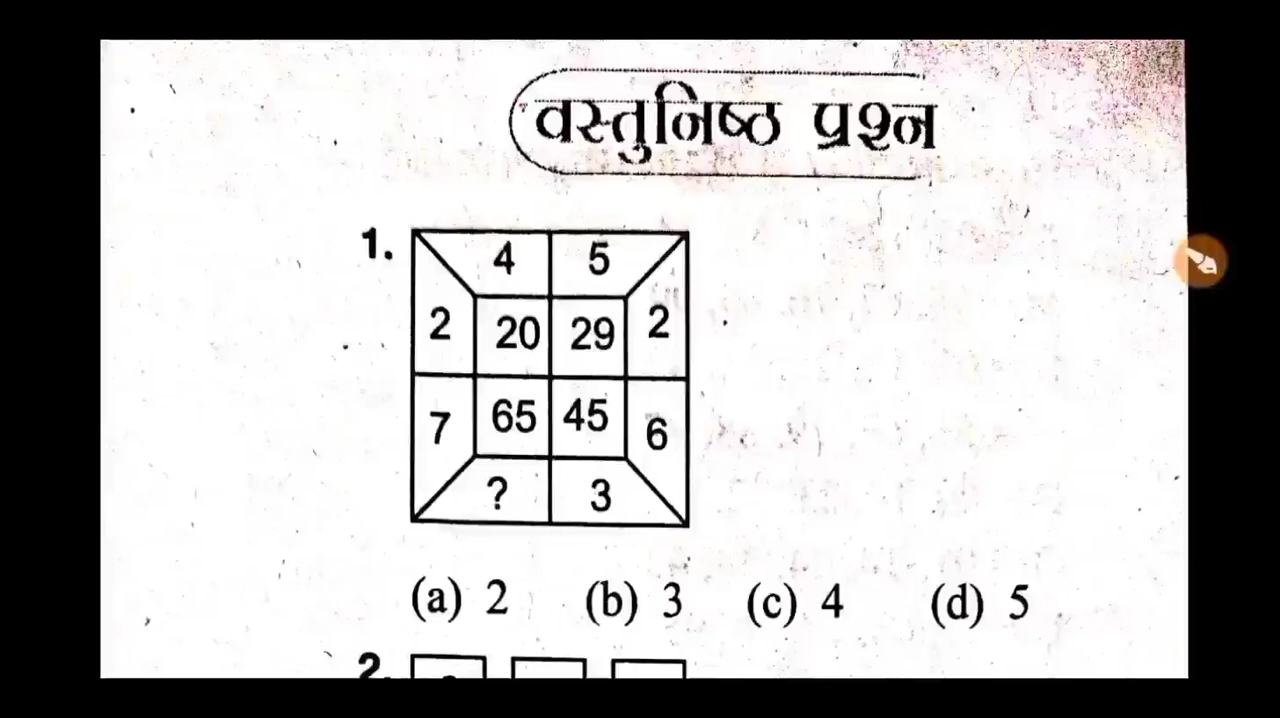 वस्तुनिष्ठ प्रश्न
1.
4 5
2 20 29 2
7 65 45 6
? 3
(a) 2 (b) 3 (c) 4 (d) 5
2.